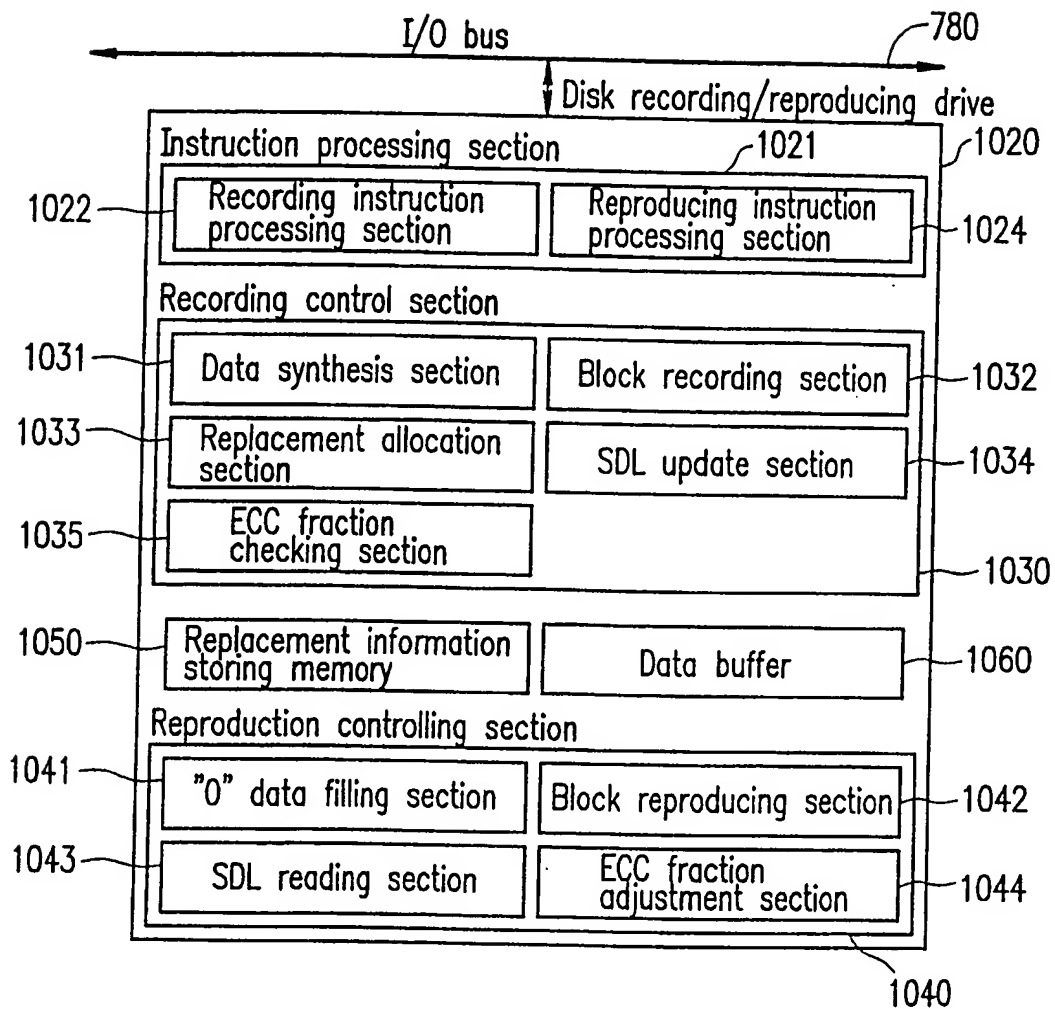 I/O bus
780
Disk recording/reproducing drive
1020
Instruction processing section
1021
1022
Recording instruction
processing section
Reproducing instruction
processing section
1024
Recording control section
1031
Data synthesis section
Block recording section
1032
1033
Replacement allocation
section
SDL update section
1034
1035
ECC fraction
checking section
1030
1050
Replacement information
storing memory
Data buffer
1060
Reproduction controlling section
1041
"0" data filling section
Block reproducing section
1042
1043
SDL reading section
ECC fraction
adjustment section
1044
1040